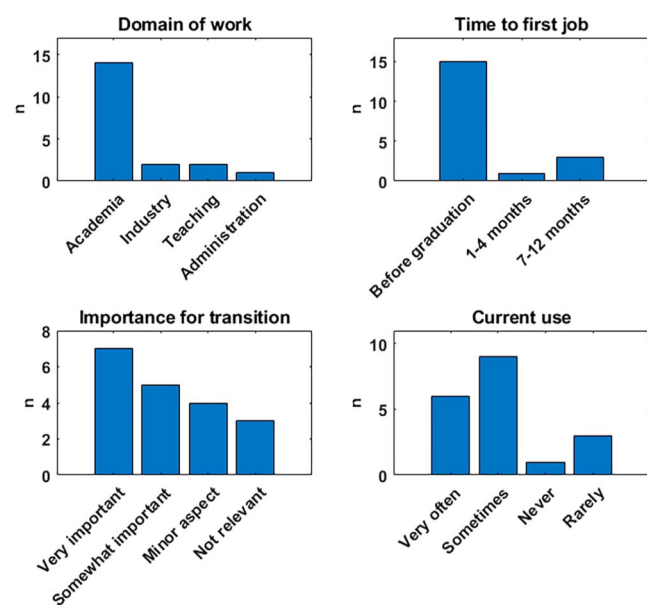 Domain of work
15
10
5
0
n
Academia
Industry
Teaching
Administration
Time to first job
15
10
5
0
n
Before graduation
1-4 months
7-12 months
Importance for transition
8
6
4
2
0
n
Very important
Somewhat important
Minor aspect
Not relevant
Current use
10
5
0
n
Very often
Sometimes
Never
Rarely